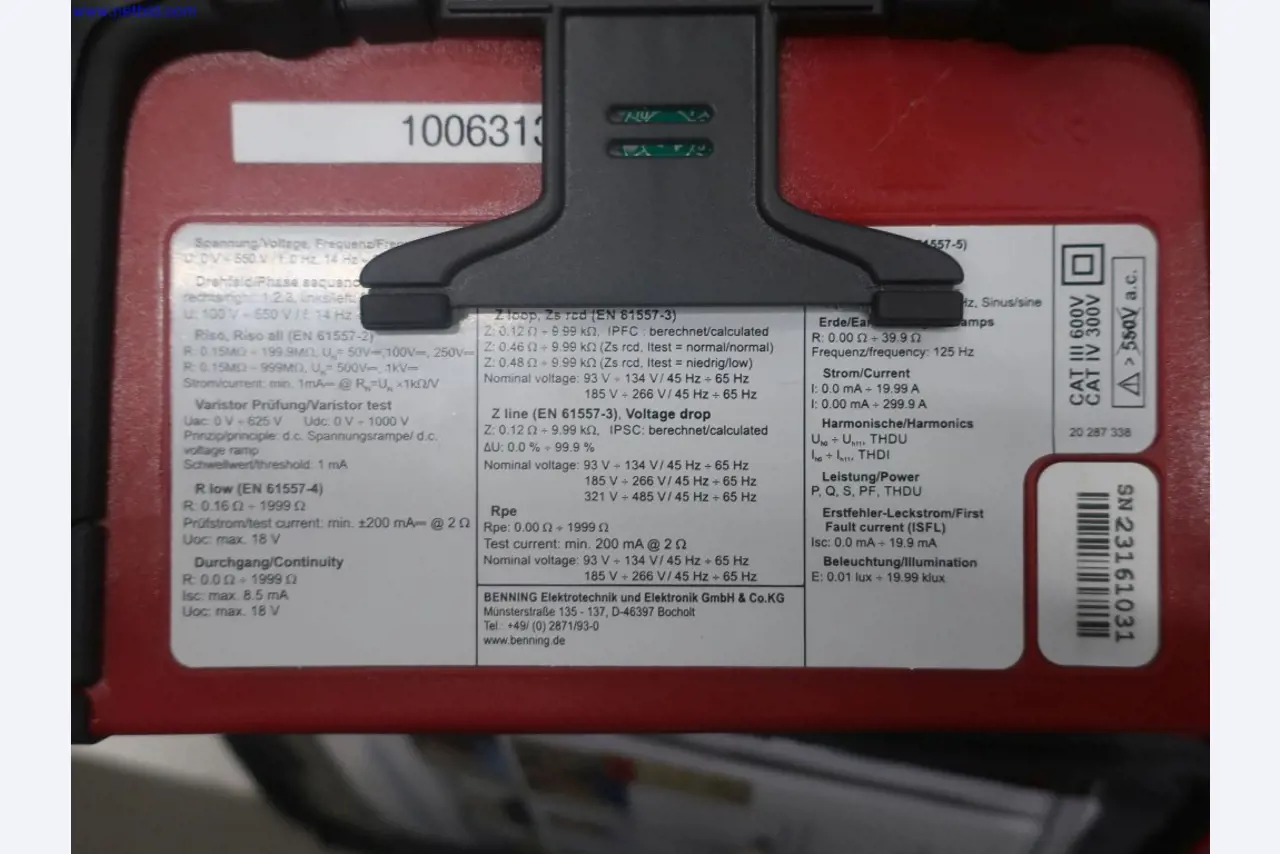 1006313
Spannung/Voltage, Frequenz/Freq
U: 0 V ÷ 550 V / f: 0 Hz, 14 Hz
Drehfeld/Phase sequenc
rechts/right: 1.2.3, links/left
U: 100 V ÷ 550 V / f: 14 Hz
Riso, Riso all (EN 61557-2)
R: 0.15MΩ ÷ 199.9MΩ, UN= 50V⎓,100V⎓, 250V⎓
R: 0.15MΩ ÷ 999MΩ, UN= 500V⎓, 1kV⎓
Strom/current: min. 1mA⎓ @ RN=UN x1kΩ/V
Varistor Prüfung/Varistor test
Uac: 0 V ÷ 625 V Udc: 0 V ÷ 1000 V
Prinzip/principle: d.c. Spannungsrampe/ d.c.
voltage ramp
Schwellwert/threshold: 1 mA
R low (EN 61557-4)
R: 0.16 Ω ÷ 1999 Ω
Prüfstrom/test current: min. ±200 mA⎓ @ 2 Ω
Uoc: max. 18 V
Durchgang/Continuity
R: 0.0 Ω ÷ 1999 Ω
Isc: max. 8.5 mA
Uoc: max. 18 V
Z loop, Zs rcd (EN 61557-3)
Z: 0.12 Ω ÷ 9.99 kΩ, IPFC : berechnet/calculated
Z: 0.46 Ω ÷ 9.99 kΩ (Zs rcd, Itest = normal/normal)
Z: 0.48 Ω ÷ 9.99 kΩ (Zs rcd, Itest = niedrig/low)
Nominal voltage: 93 V ÷ 134 V / 45 Hz ÷ 65 Hz
185 V ÷ 266 V / 45 Hz ÷ 65 Hz
Z line (EN 61557-3), Voltage drop
Z: 0.12 Ω ÷ 9.99 kΩ, IPSC: berechnet/calculated
ΔU: 0.0 % ÷ 99.9 %
Nominal voltage: 93 V ÷ 134 V / 45 Hz ÷ 65 Hz
185 V ÷ 266 V / 45 Hz ÷ 65 Hz
321 V ÷ 485 V / 45 Hz ÷ 65 Hz
Rpe
Rpe: 0.00 Ω ÷ 1999 Ω
Test current: min. 200 mA @ 2 Ω
Nominal voltage: 93 V ÷ 134 V / 45 Hz ÷ 65 Hz
185 V ÷ 266 V / 45 Hz ÷ 65 Hz
BENNING Elektrotechnik und Elektronik GmbH & Co.KG
Münsterstraße 135 - 137, D-46397 Bocholt
Tel.: +49/ (0) 2871/93-0
www.benning.de
1557-5)
Hz, Sinus/sine
Erde/Ear amps
R: 0.00 Ω ÷ 39.9 Ω
Frequenz/frequency: 125 Hz
Strom/Current
I: 0.0 mA ÷ 19.99 A
I: 0.00 mA ÷ 299.9 A
Harmonische/Harmonics
Uh0 ÷ Uh11, THDU
Ih0 ÷ Ih11, THDI
Leistung/Power
P, Q, S, PF, THDU
Erstfehler-Leckstrom/First
Fault current (ISFL)
Isc: 0.0 mA ÷ 19.9 mA
Beleuchtung/Illumination
E: 0.01 lux ÷ 19.99 klux
CAT III 600V
CAT IV 300V
> 550V a.c.
20 287 338
SN 23161031